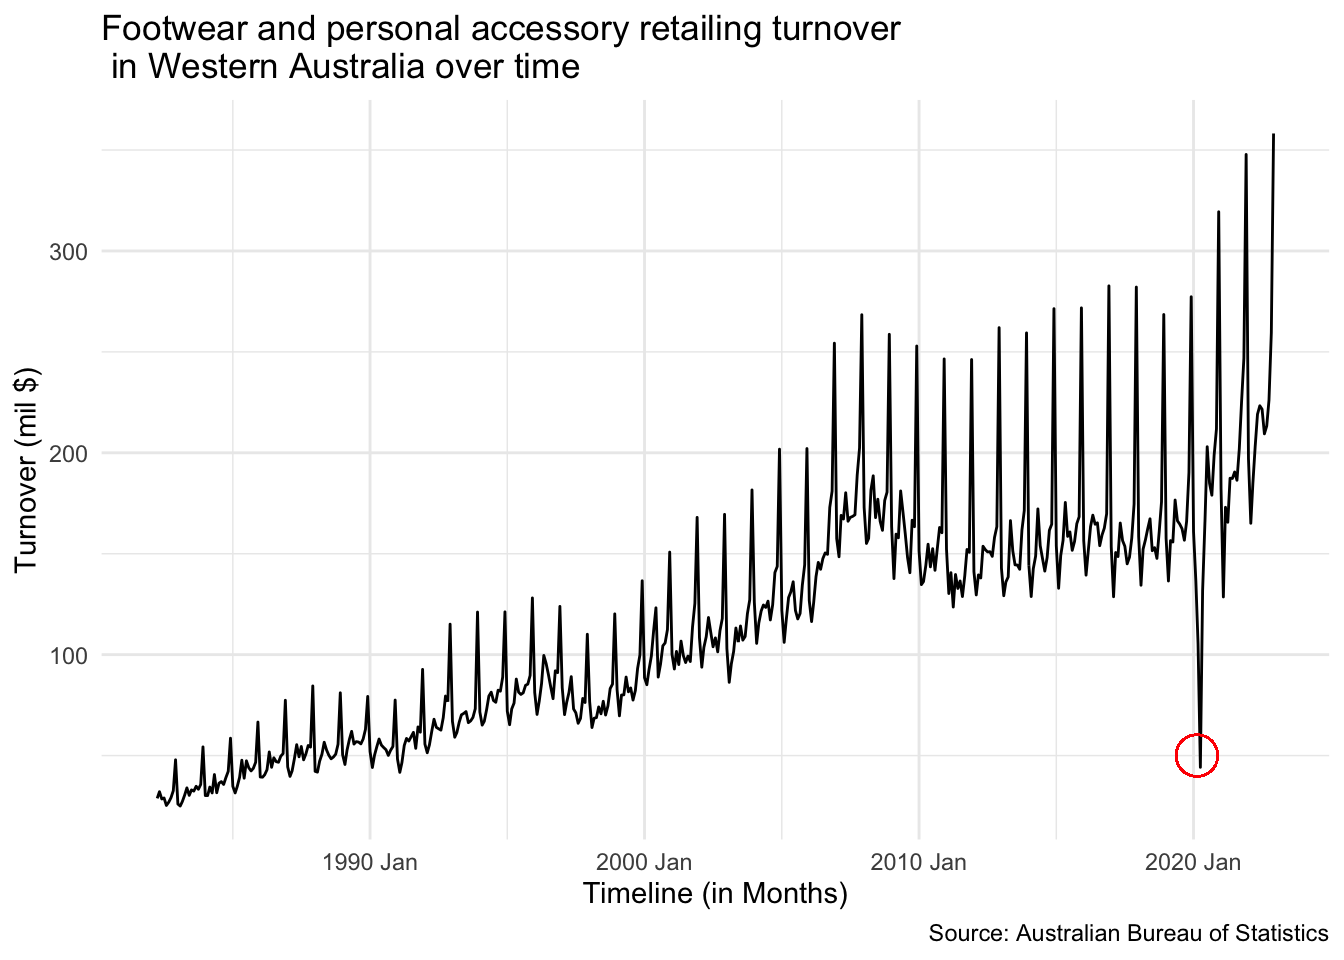 Footwear and personal accessory retailing turnover
in Western Australia over time
Turnover (mil $)
300
200
100
1990 Jan
2000 Jan
2010 Jan
2020 Jan
Timeline (in Months)
Source: Australian Bureau of Statistics